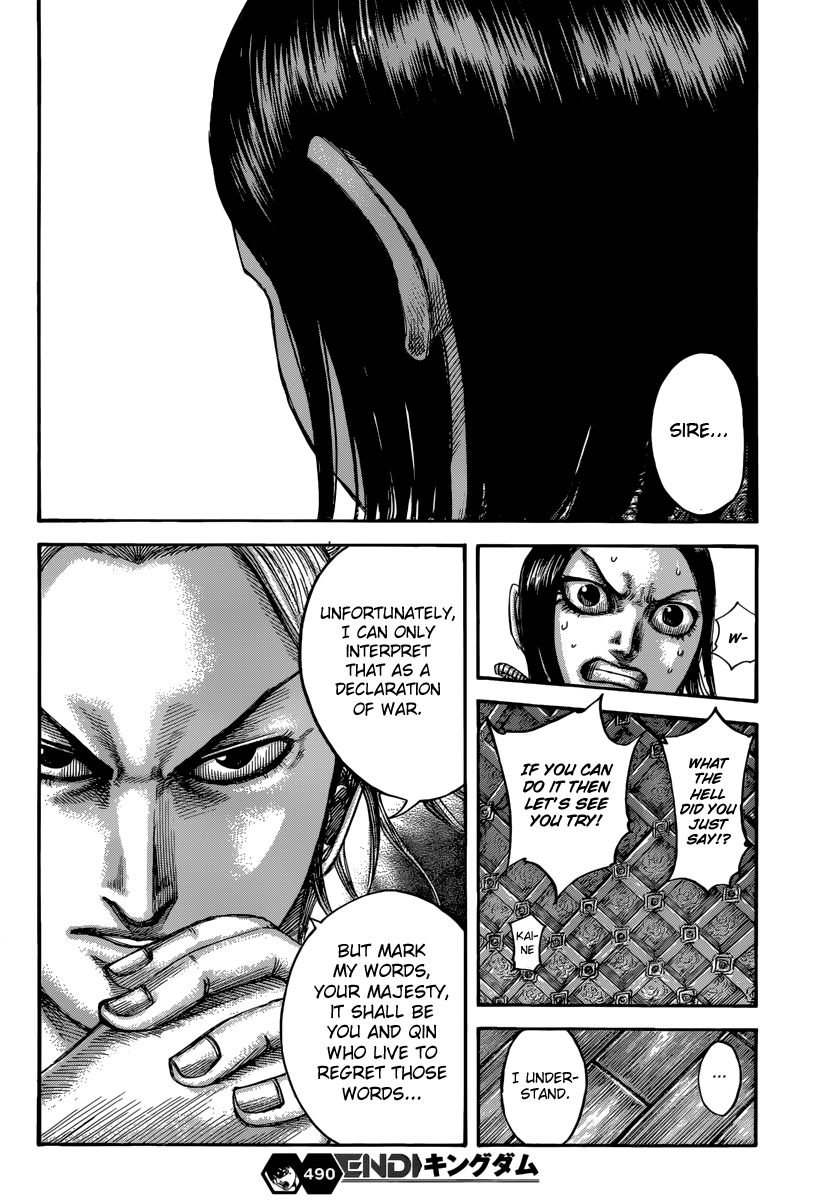 SIRE...
W-
WHAT
THE
HELL
DID YOU
JUST
SAY!?
IF YOU CAN
DO IT THEN
LET'S SEE
YOU TRY!
KAI-
NE
...
I UNDER-
STAND.
UNFORTUNATELY,
I CAN ONLY
INTERPRET
THAT AS A
DECLARATION
OF WAR.
BUT MARK
MY WORDS,
YOUR MAJESTY,
IT SHALL BE
YOU AND QIN
WHO LIVE TO
REGRET THOSE
WORDS...
490 END キングダム